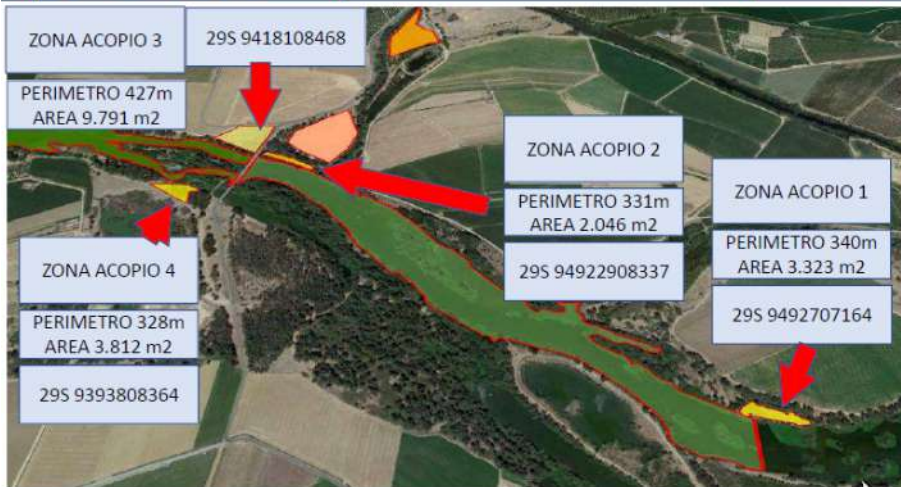 ZONA ACOPIO 3
29S 9418108468
PERIMETRO 427m
AREA 9.791 m2
ZONA ACOPIO 2
PERIMETRO 331m
AREA 2.046 m2
29S 94922908337
ZONA ACOPIO 1
PERIMETRO 340m
AREA 3.323 m2
29S 9492707164
ZONA ACOPIO 4
PERIMETRO 328m
AREA 3.812 m2
29S 9393808364